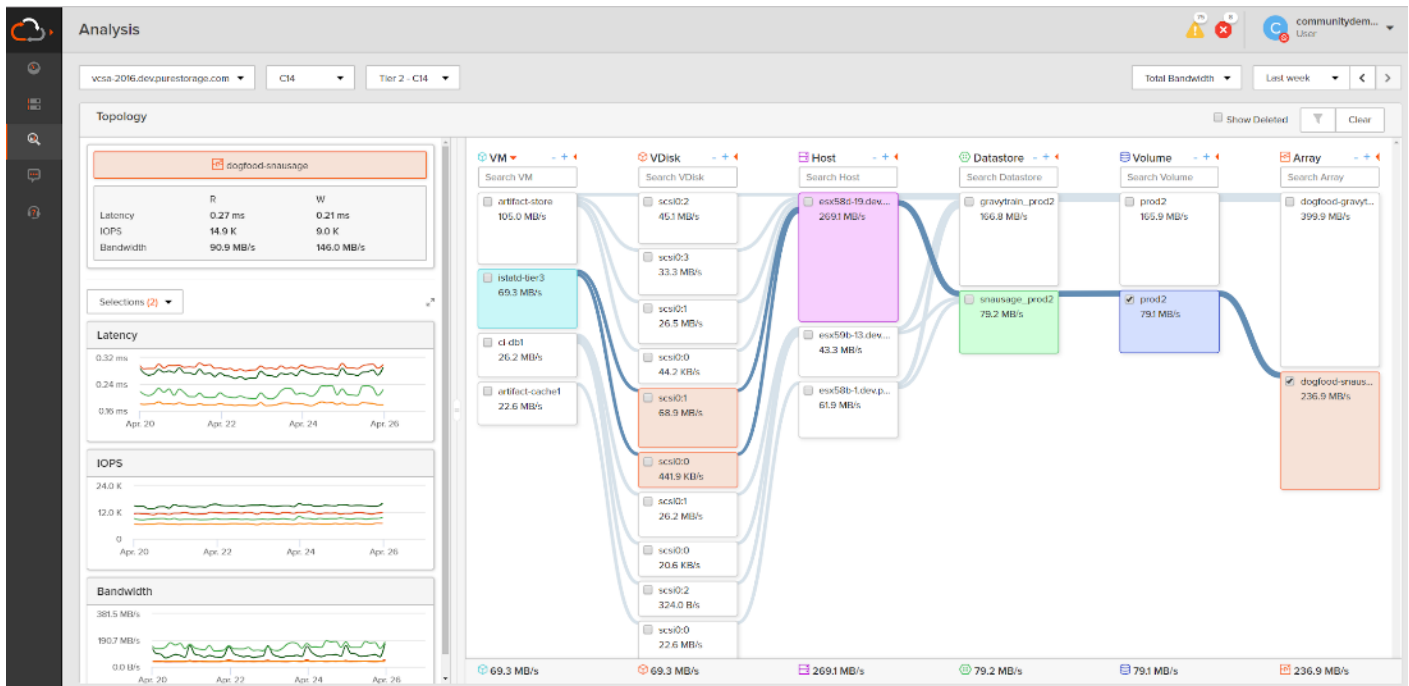 Analysis
75
8
C
communitydem...
User
vcsa-2016.dev.purestorage.com
C14
Tier 2 - C14
Total Bandwidth
Last week
Topology
Show Deleted
Clear
dogfood-snausage
R W
Latency 0.27 ms 0.21 ms
IOPS 14.9 K 9.0 K
Bandwidth 90.9 MB/s 146.0 MB/s
Selections (2)
Latency
0.32 ms
0.24 ms
0.16 ms
Apr. 20 Apr. 22 Apr. 24 Apr. 26
IOPS
24.0 K
12.0 K
0
Apr. 20 Apr. 22 Apr. 24 Apr. 26
Bandwidth
381.5 MB/s
190.7 MB/s
0.0 B/s
Apr. 20 Apr. 22 Apr. 24 Apr. 26
VM - +
Search VM
artifact-store
105.0 MB/s
istatd-tier3
69.3 MB/s
ci-db1
26.2 MB/s
artifact-cache1
22.6 MB/s
69.3 MB/s
VDisk - +
Search VDisk
scsi0:2
45.1 MB/s
scsi0:3
33.3 MB/s
scsi0:1
26.5 MB/s
scsi0:0
44.2 KB/s
scsi0:1
68.9 MB/s
scsi0:0
441.9 KB/s
scsi0:1
26.2 MB/s
scsi0:0
20.6 KB/s
scsi0:2
324.0 B/s
scsi0:0
22.6 MB/s
69.3 MB/s
Host - +
Search Host
esx58d-19.dev....
269.1 MB/s
esx59b-13.dev....
43.3 MB/s
esx58b-1.dev.p...
61.9 MB/s
269.1 MB/s
Datastore - +
Search Datastore
gravytrain_prod2
166.8 MB/s
snausage_prod2
79.2 MB/s
79.2 MB/s
Volume - +
Search Volume
prod2
165.9 MB/s
prod2
79.1 MB/s
79.1 MB/s
Array - +
Search Array
dogfood-gravyt...
399.9 MB/s
dogfood-snaus...
236.9 MB/s
236.9 MB/s